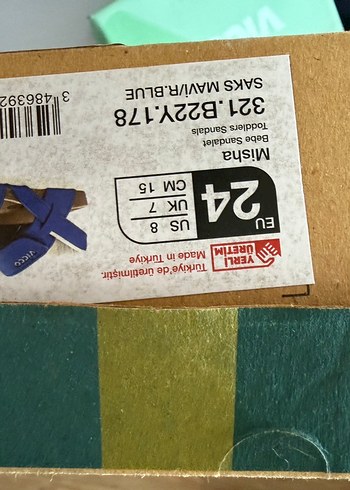 YERLİ
ÜRETİM
Türkiye'de üretilmiştir.
Made in Türkiye
EU
24
US 8
UK 7
CM 15
vicco
Misha
Bebe Sandalet
Toddlers Sandals
321.B22Y.178
SAKS MAVİ/R.BLUE